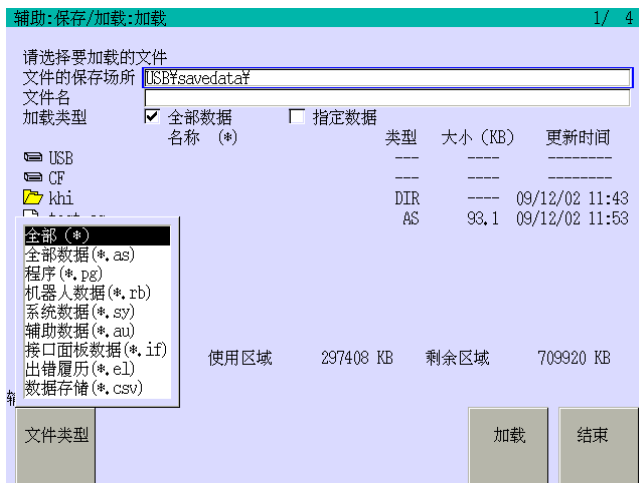 辅助:保存/加载:加载 1/ 4
请选择要加载的文件
文件的保存场所 USB¥savedata¥
文件名
加载类型 全部数据 指定数据
名称 (*) 类型 大小 (KB) 更新时间
USB --- ---- --------
CF --- ---- --------
khi DIR ---- 09/12/02 11:43
AS 93.1 09/12/02 11:53
全部 (*)
全部数据(*.as)
程序(*.pg)
机器人数据(*.rb)
系统数据(*.sy)
辅助数据(*.au)
接口面板数据(*.if)
出错履历(*.el)
数据存储(*.csv)
使用区域 297408 KB 剩余区域 709920 KB
文件类型 加载 结束